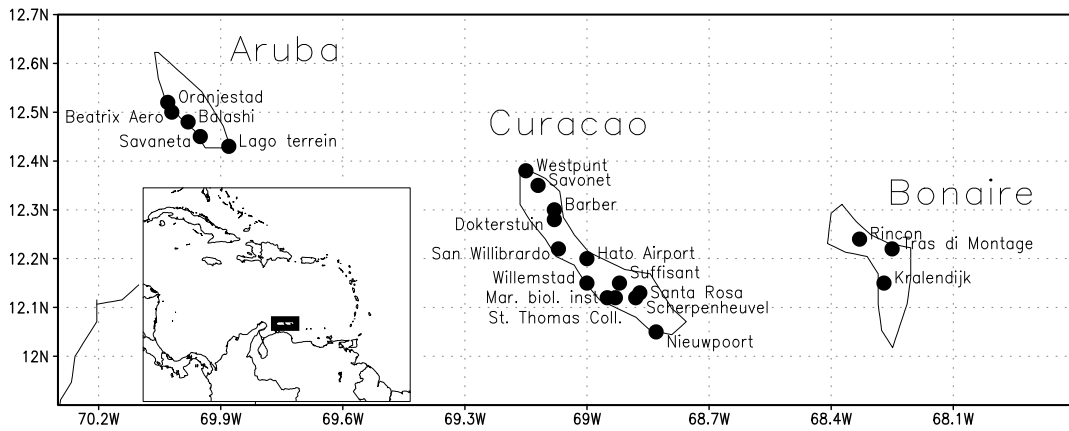 12.7N
12.6N
12.5N
12.4N
12.3N
12.2N
12.1N
12N
Aruba
Oranjestad
Beatrix Aero
Balashi
Savaneta
Lago terrein
Curacao
Westpunt
Savonet
Barber
Dokterstuin
San Willibrardo
Hato Airport
Suffisant
Willemstad
Santa Rosa
Mar. biol. inst
Scherpenheuvel
St. Thomas Coll.
Nieuwpoort
Bonaire
Rincon
Tras di Montage
Kralendijk
70.2W
69.9W
69.6W
69.3W
69W
68.7W
68.4W
68.1W